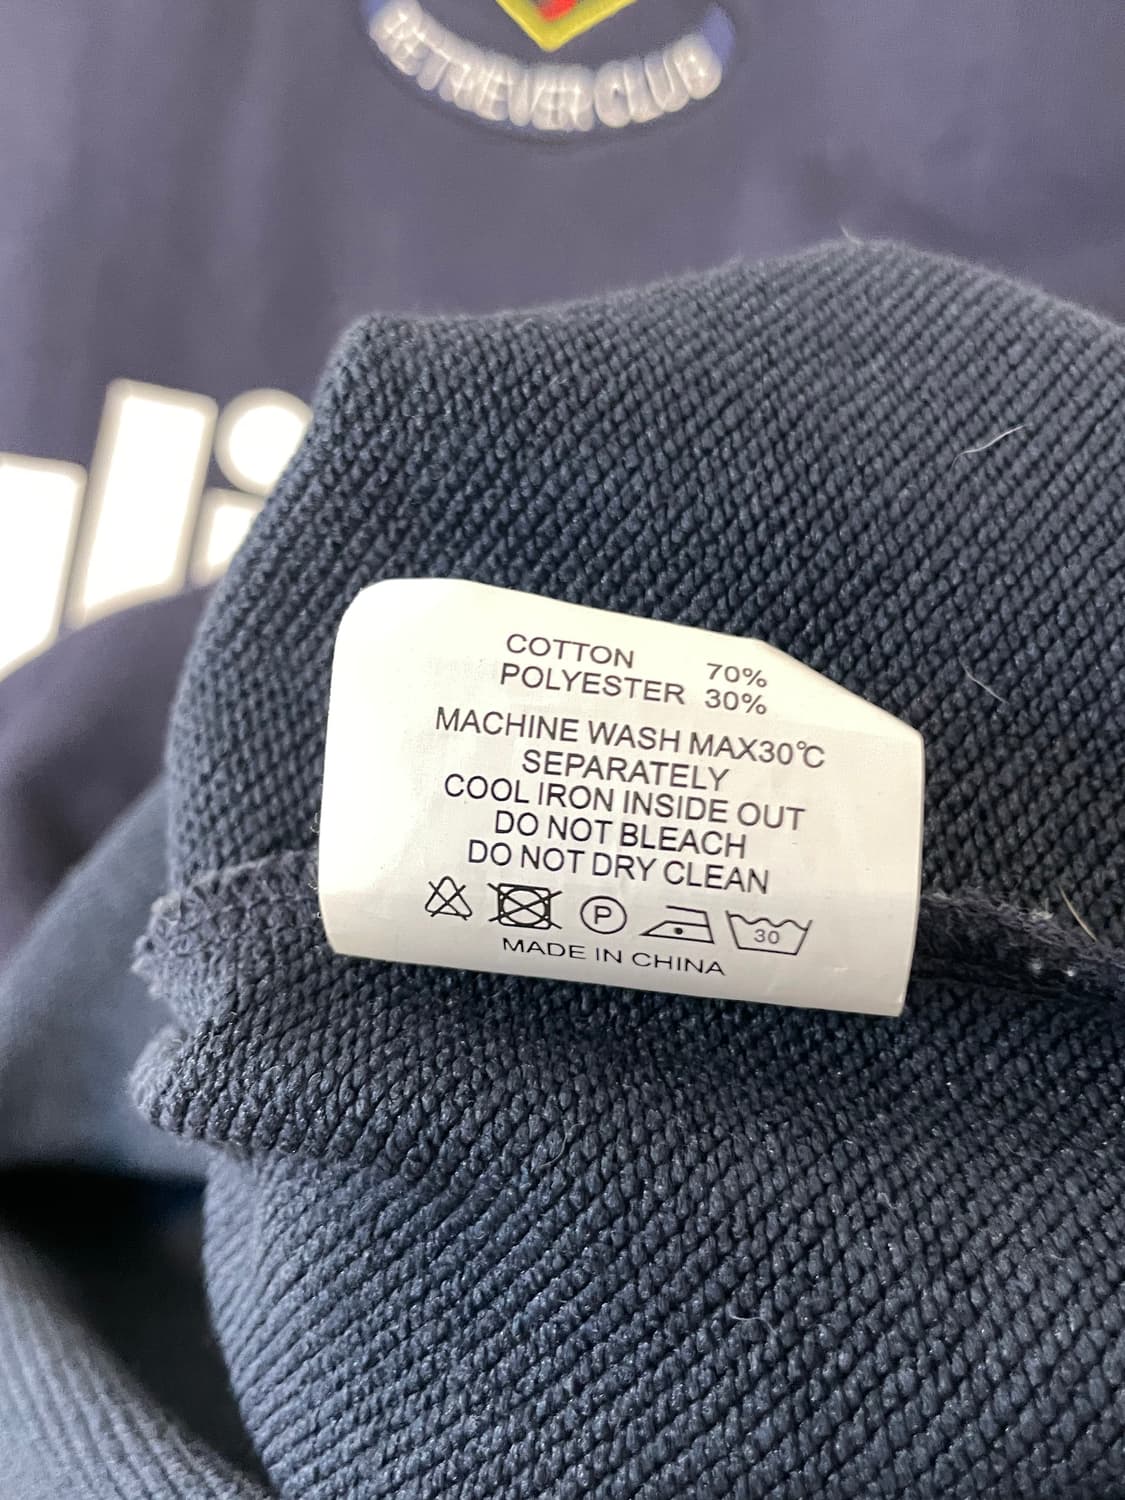 RETRIEVER CLUB
COTTON 70%
POLYESTER 30%
MACHINE WASH MAX30℃
SEPARATELY
COOL IRON INSIDE OUT
DO NOT BLEACH
DO NOT DRY CLEAN
P
30
MADE IN CHINA